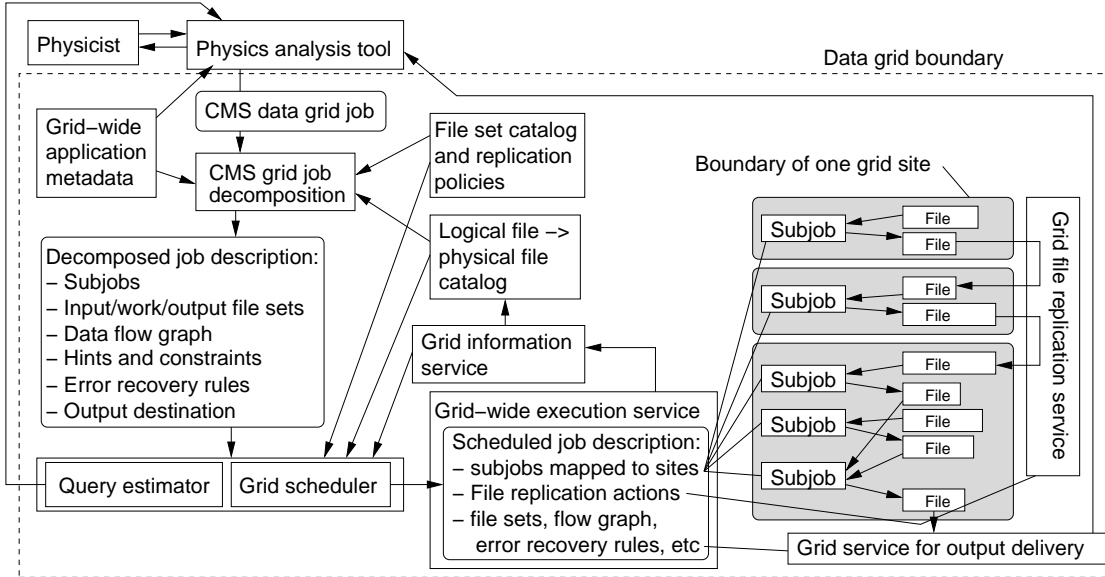 Physicist
Physics analysis tool
Data grid boundary
CMS data grid job
Grid−wide
application
metadata
CMS grid job
decomposition
File set catalog
and replication
policies
Logical file −>
physical file
catalog
Grid information
service
Decomposed job description:
− Subjobs
− Input/work/output file sets
− Data flow graph
− Hints and constraints
− Error recovery rules
− Output destination
Query estimator
Grid scheduler
Grid−wide execution service
Scheduled job description:
− subjobs mapped to sites
− File replication actions
− file sets, flow graph,
error recovery rules, etc
Boundary of one grid site
Subjob
File
File
Subjob
File
File
Subjob
File
File
Subjob
File
File
Subjob
File
Grid file replication service
Grid service for output delivery